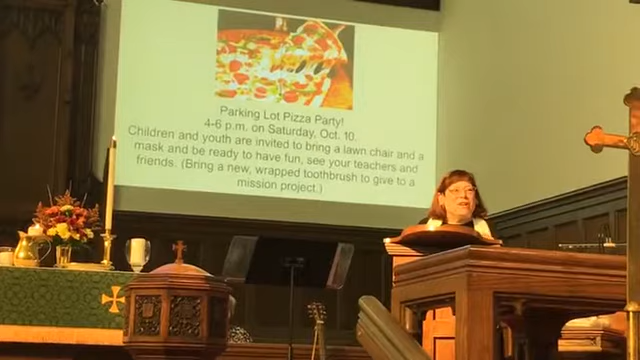 Parking Lot Pizza Party!
4-6 p.m. on Saturday, Oct. 10.
Children and youth are invited to bring a lawn chair and a
mask and be ready to have fun, see your teachers and
friends. (Bring a new, wrapped toothbrush to give to a
mission project.)